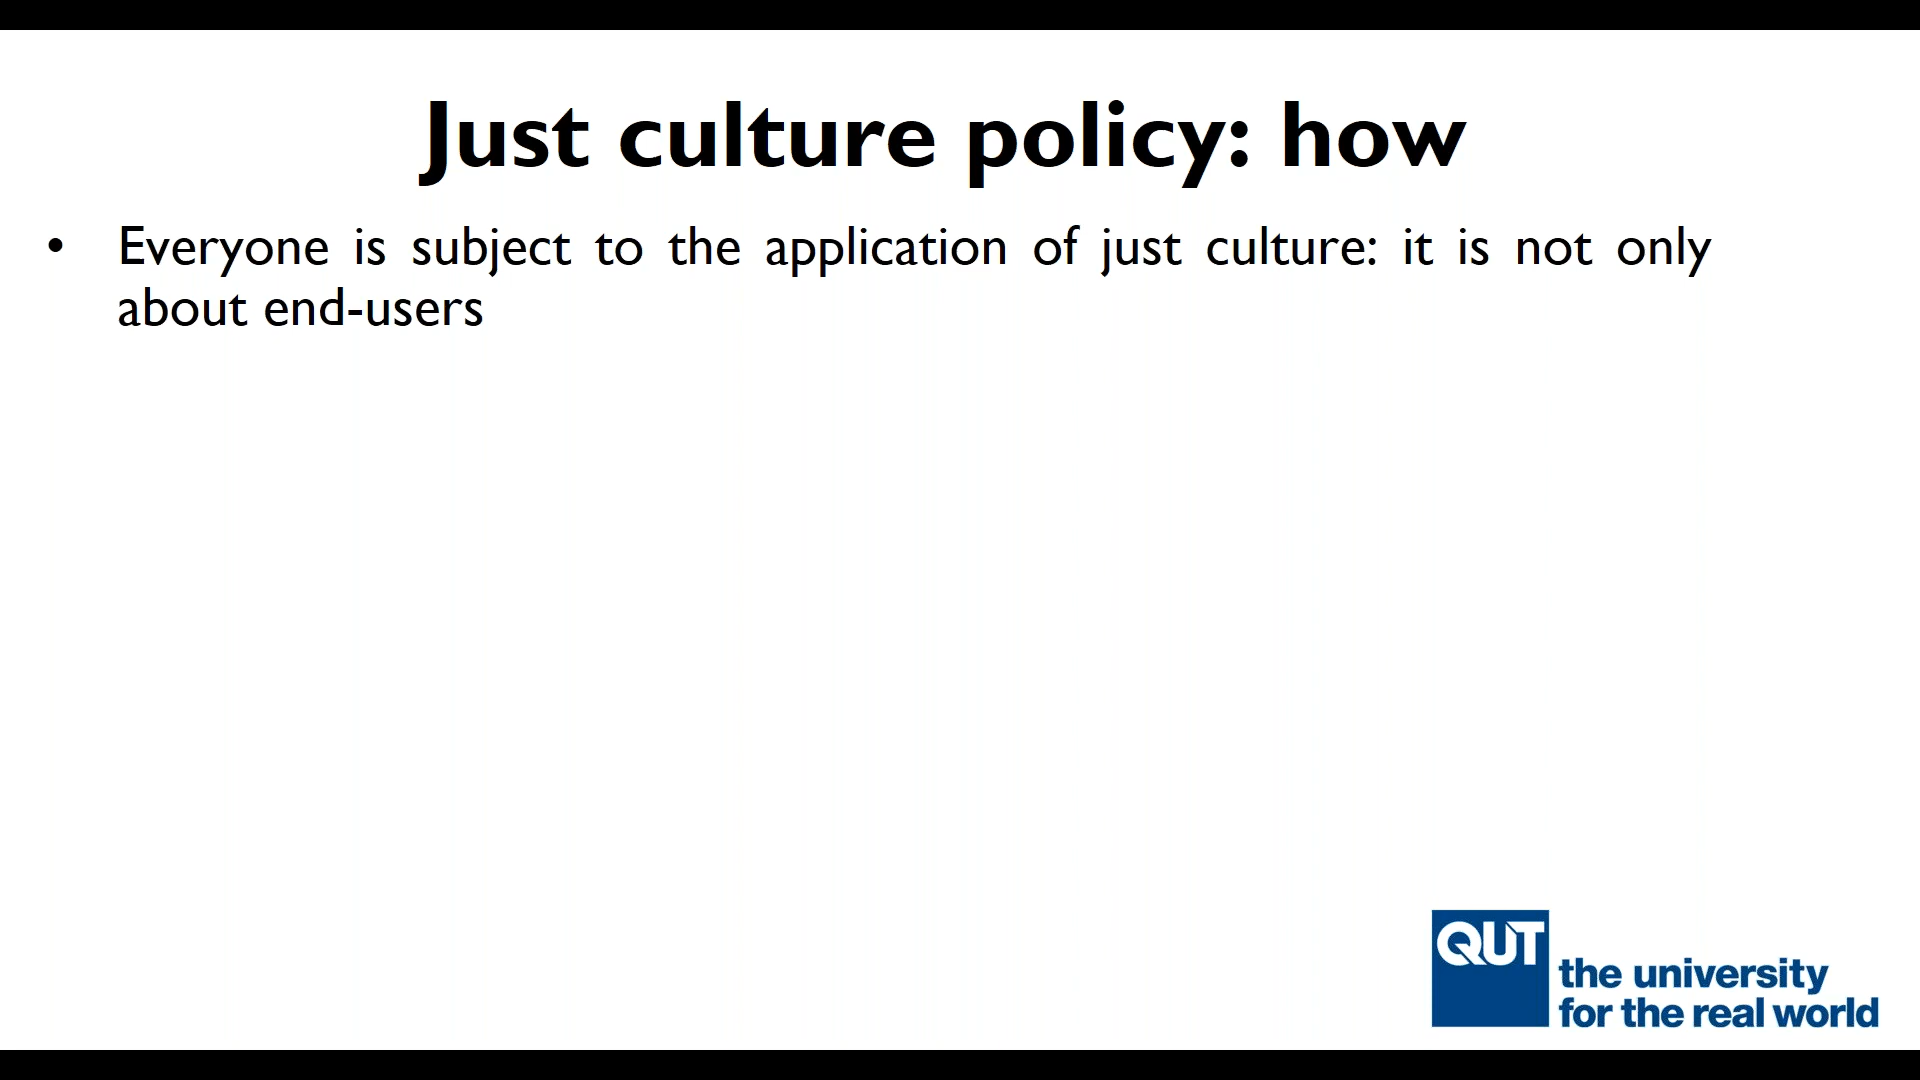 Just culture policy: how
• Everyone is subject to the application of just culture: it is not only
about end-users
QUT
the university
for the real world